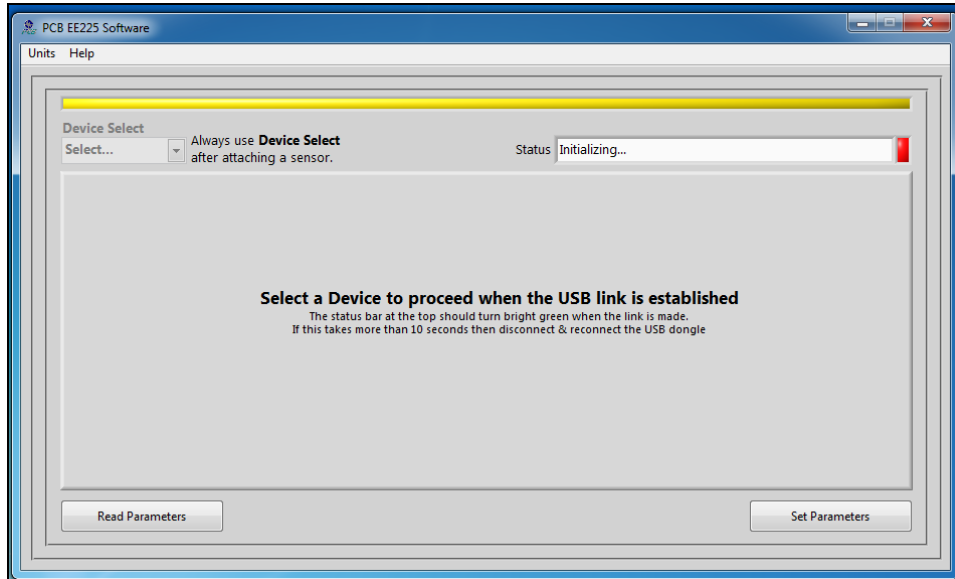 PCB EE225 Software
Units Help
Device Select
Select...
Always use Device Select
after attaching a sensor.
Status Initializing...
Select a Device to proceed when the USB link is established
The status bar at the top should turn bright green when the link is made.
If this takes more than 10 seconds then disconnect & reconnect the USB dongle
Read Parameters
Set Parameters